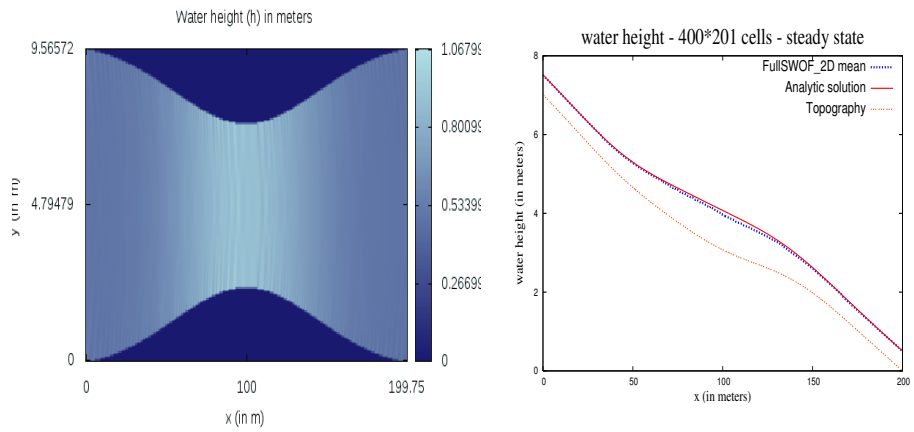 Water height (h) in meters
9.56572
4.79479
0
y (in m)
0
100
199.75
x (in m)
1.06799
0.80099
0.53399
0.26699
0
water height - 400*201 cells - steady state
FullSWOF_2D mean
Analytic solution
Topography
8
6
4
2
0
water height (in meters)
0
50
100
150
200
x (in meters)